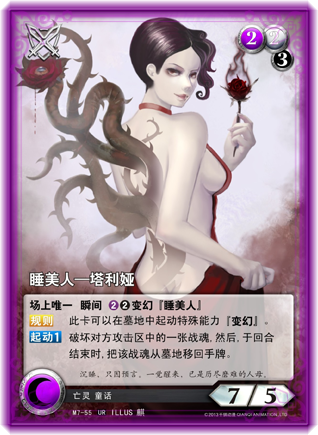 2
3
睡美人—塔利娅
场上唯一 瞬间 ②②变幻『睡美人』
规则 此卡可以在墓地中起动特殊能力『变幻』。
起动1 破坏对方攻击区中的一张战魂，然后，于回合
结束时，把该战魂从墓地移回手牌。
沉睡，只因预言，一觉醒来，已是历尽磨难的人母。
亡灵 童话
7/5
M7-55 UR ILLUS 麒